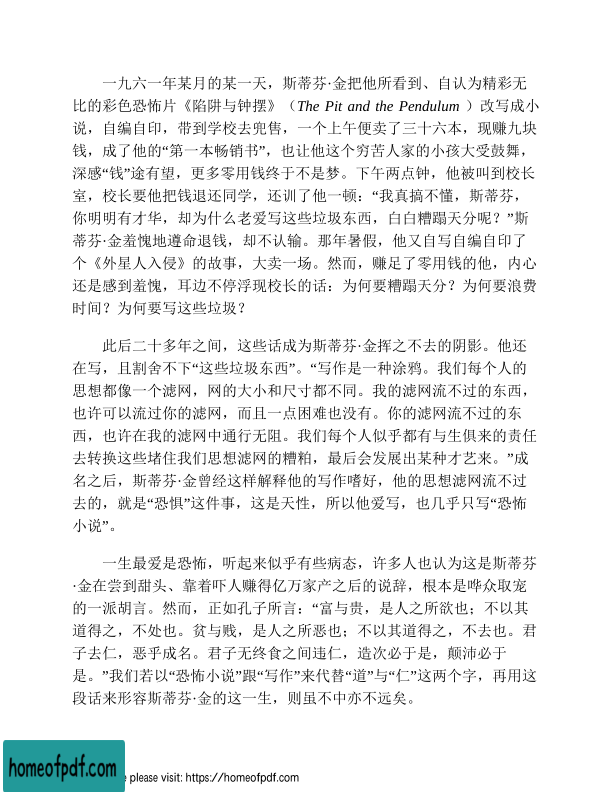 一九六一年某月的某一天，斯蒂芬·金把他所看到、自认为精彩无
比的彩色恐怖片《陷阱与钟摆》（The Pit and the Pendulum ）改写成小
说，自编自印，带到学校去兜售，一个上午便卖了三十六本，现赚九块
钱，成了他的“第一本畅销书”，也让他这个穷苦人家的小孩大受鼓舞，
深感“钱”途有望，更多零用钱终于不是梦。下午两点钟，他被叫到校长
室，校长要他把钱退还同学，还训了他一顿：“我真搞不懂，斯蒂芬，
你明明有才华，却为什么老爱写这些垃圾东西，白白糟蹋天分呢？”斯
蒂芬·金羞愧地遵命退钱，却不认输。那年暑假，他又自写自编自印了
个《外星人入侵》的故事，大卖一场。然而，赚足了零用钱的他，内心
还是感到羞愧，耳边不停浮现校长的话：为何要糟蹋天分？为何要浪费
时间？为何要写这些垃圾？
此后二十多年之间，这些话成为斯蒂芬·金挥之不去的阴影。他还
在写，且割舍不下“这些垃圾东西”。“写作是一种涂鸦。我们每个人的
思想都像一个滤网，网的大小和尺寸都不同。我的滤网流不过的东西，
也许可以流过你的滤网，而且一点困难也没有。你的滤网流不过的东
西，也许在我的滤网中通行无阻。我们每个人似乎都有与生俱来的责任
去转换这些堵住我们思想滤网的糟粕，最后会发展出某种才艺来。”成
名之后，斯蒂芬·金曾经这样解释他的写作嗜好，他的思想滤网流不过
去的，就是“恐惧”这件事，这是天性，所以他爱写，也几乎只写“恐怖
小说”。
一生最爱是恐怖，听起来似乎有些病态，许多人也认为这是斯蒂芬
·金在尝到甜头、靠着吓人赚得亿万家产之后的说辞，根本是哗众取宠
的一派胡言。然而，正如孔子所言：“富与贵，是人之所欲也；不以其
道得之，不处也。贫与贱，是人之所恶也；不以其道得之，不去也。君
子去仁，恶乎成名。君子无终食之间违仁，造次必于是，颠沛必于
是。”我们若以“恐怖小说”跟“写作”来代替“道”与“仁”这两个字，再用这
段话来形容斯蒂芬·金的这一生，则虽不中亦不远矣。
homeofpdf.com
e please visit: https://homeofpdf.com